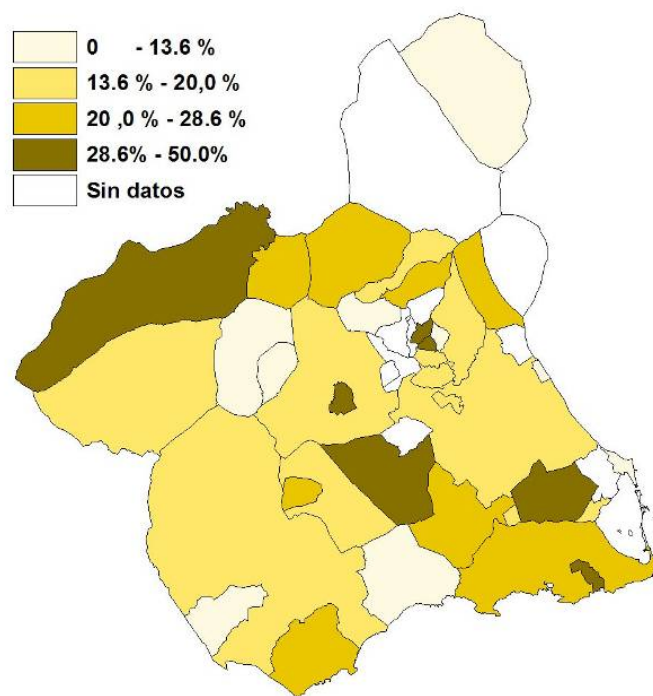 0 - 13.6 %
13.6 % - 20,0 %
20 ,0 % - 28.6 %
28.6% - 50.0%
Sin datos